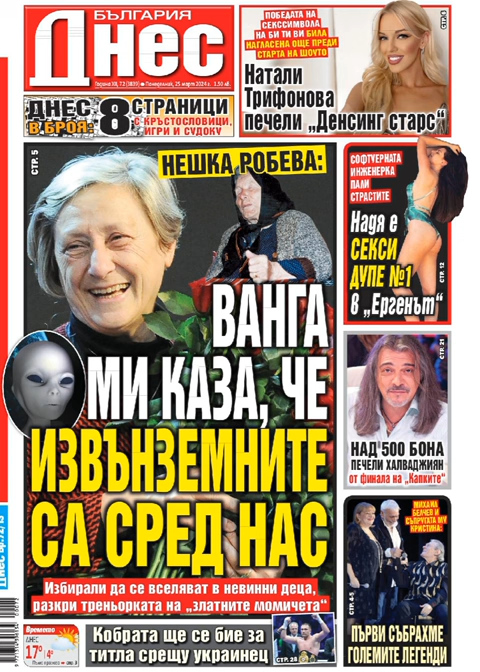 БЪЛГАРИЯ
Днес
ДНЕС
В БРОЯ:
8
СТРАНИЦИ
С КРЪСТОСЛОВИЦИ,
ИГРИ И СУДОКУ
ПОБЕДАТА НА
СЕКССИМВОЛА
НА БИ ТИ ВИ БИЛА
НАГЛАСЕНА ОЩЕ ПРЕДИ
СТАРТА НА ШОУТО
СТР. 8
Натали
Трифонова
печели „Денсинг старс“
СТР. 5
НЕШКА РОБЕВА:
ВАНГА
МИ КАЗА, ЧЕ
ИЗВЪНЗЕМНИТЕ
СА СРЕД НАС
Избирали да се вселяват в невинни деца,
разкри треньорката на „златните момичета“
СОФТУЕРНАТА
ИНЖЕНЕРКА
ПАЛИ
СТРАСТИТЕ
Надя е
СЕКСИ
ДУПЕ №1
в „Ергенът“
СТР. 12
СТР. 21
НАД 500 БОНА
ПЕЧЕЛИ ХАЛВАДЖИЯН
от финала на „Капките“
МИХАИЛ
БЕЛЧЕВ И
СЪПРУГАТА МУ
КРИСТИНА:
СТР. 4-5
ПЪРВИ СЪБРАХМЕ
ГОЛЕМИТЕ ЛЕГЕНДИ
Времето
ДНЕС
17°
4°
Кобрата ще се бие за
титла срещу украинец